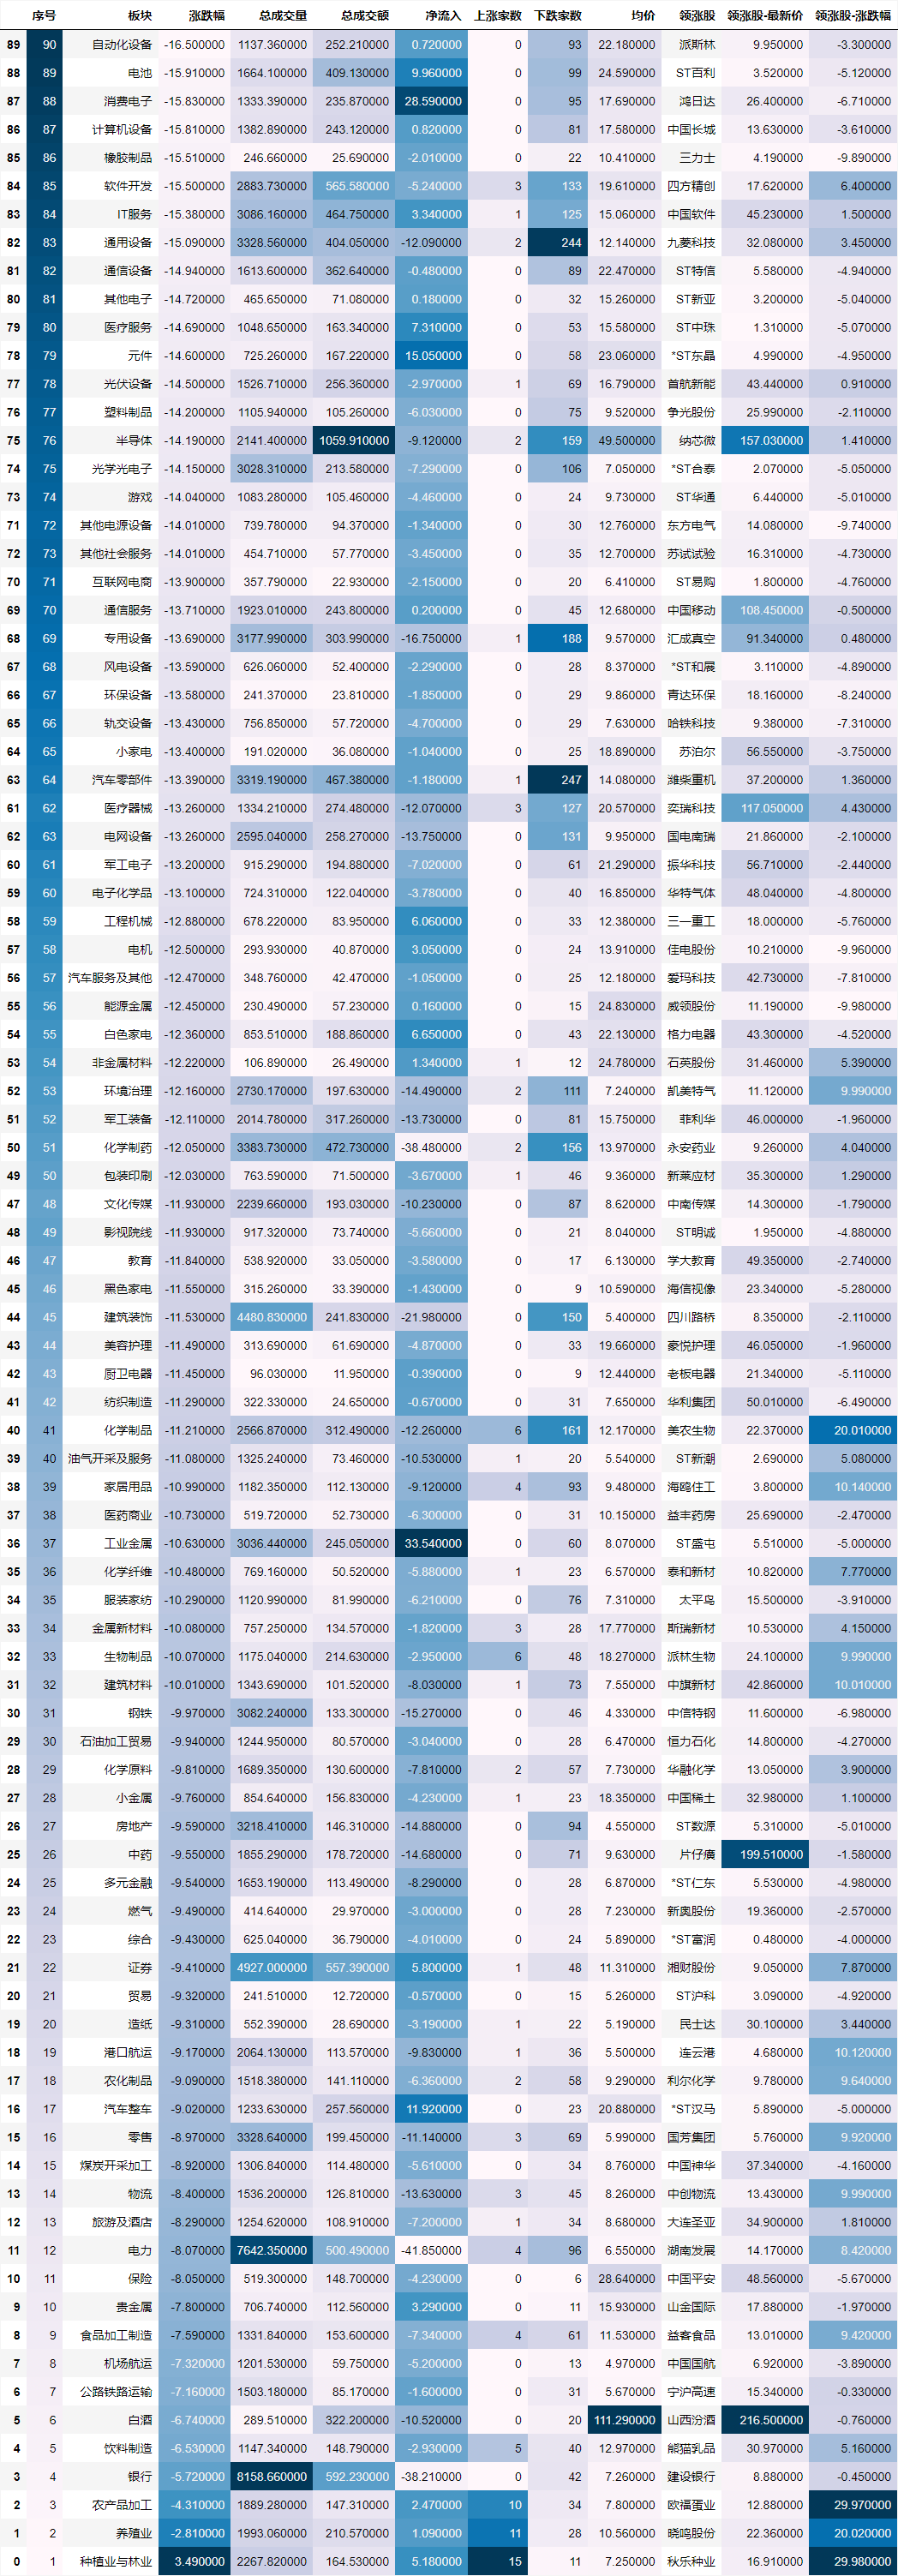 序号 板块 涨跌幅 总成交量 总成交额 净流入 上涨家数 下跌家数 均价 领涨股 领涨股-最新价 领涨股-涨跌幅
89 90 自动化设备 -16.500000 1137.360000 252.210000 0.720000 0 93 22.180000 派斯林 9.950000 -3.300000
88 89 电池 -15.910000 1664.100000 409.130000 9.960000 0 99 24.590000 ST百利 3.520000 -5.120000
87 88 消费电子 -15.830000 1333.390000 235.870000 28.590000 0 95 17.690000 鸿日达 26.400000 -6.710000
86 87 计算机设备 -15.810000 1382.890000 243.120000 0.820000 0 81 17.580000 中国长城 13.630000 -3.610000
85 86 橡胶制品 -15.510000 246.660000 25.690000 -2.010000 0 22 10.410000 三力士 4.190000 -9.890000
84 85 软件开发 -15.500000 2883.730000 565.580000 -5.240000 3 133 19.610000 四方精创 17.620000 6.400000
83 84 IT服务 -15.380000 3086.160000 464.750000 3.340000 1 125 15.060000 中国软件 45.230000 1.500000
82 83 通用设备 -15.090000 3328.560000 404.050000 -12.090000 2 244 12.140000 九菱科技 32.080000 3.450000
81 82 通信设备 -14.940000 1613.600000 362.640000 -0.480000 0 89 22.470000 ST特信 5.580000 -4.940000
80 81 其他电子 -14.720000 465.650000 71.080000 0.180000 0 32 15.260000 ST新亚 3.200000 -5.040000
79 80 医疗服务 -14.690000 1048.650000 163.340000 7.310000 0 53 15.580000 ST中珠 1.310000 -5.070000
78 79 元件 -14.600000 725.260000 167.220000 15.050000 0 58 23.060000 *ST东晶 4.990000 -4.950000
77 78 光伏设备 -14.500000 1526.710000 256.360000 -2.970000 1 69 16.790000 首航新能 43.440000 0.910000
76 77 塑料制品 -14.200000 1105.940000 105.260000 -6.030000 0 75 9.520000 争光股份 25.990000 -2.110000
75 76 半导体 -14.190000 2141.400000 1059.910000 -9.120000 2 159 49.500000 纳芯微 157.030000 1.410000
74 75 光学光电子 -14.150000 3028.310000 213.580000 -7.290000 0 106 7.050000 *ST合泰 2.070000 -5.050000
73 74 游戏 -14.040000 1083.280000 105.460000 -4.460000 0 24 9.730000 ST华通 6.440000 -5.010000
71 72 其他电源设备 -14.010000 739.780000 94.370000 -1.340000 0 30 12.760000 东方电气 14.080000 -9.740000
72 73 其他社会服务 -14.010000 454.710000 57.770000 -3.450000 0 35 12.700000 苏试试验 16.310000 -4.730000
70 71 互联网电商 -13.900000 357.790000 22.930000 -2.150000 0 20 6.410000 ST易购 1.800000 -4.760000
69 70 通信服务 -13.710000 1923.010000 243.800000 0.200000 0 45 12.680000 中国移动 108.450000 -0.500000
68 69 专用设备 -13.690000 3177.990000 303.990000 -16.750000 1 188 9.570000 汇成真空 91.340000 0.480000
67 68 风电设备 -13.590000 626.060000 52.400000 -2.290000 0 28 8.370000 *ST和展 3.110000 -4.890000
66 67 环保设备 -13.580000 241.370000 23.810000 -1.850000 0 29 9.860000 青达环保 18.160000 -8.240000
65 66 轨交设备 -13.430000 756.850000 57.720000 -4.700000 0 29 7.630000 哈铁科技 9.380000 -7.310000
64 65 小家电 -13.400000 191.020000 36.080000 -1.040000 0 25 18.890000 苏泊尔 56.550000 -3.750000
63 64 汽车零部件 -13.390000 3319.190000 467.380000 -1.180000 1 247 14.080000 潍柴重机 37.200000 1.360000
61 62 医疗器械 -13.260000 1334.210000 274.480000 -12.070000 3 127 20.570000 奕瑞科技 117.050000 4.430000
62 63 电网设备 -13.260000 2595.040000 258.270000 -13.750000 0 131 9.950000 国电南瑞 21.860000 -2.100000
60 61 军工电子 -13.200000 915.290000 194.880000 -7.020000 0 61 21.290000 振华科技 56.710000 -2.440000
59 60 电子化学品 -13.100000 724.310000 122.040000 -3.780000 0 40 16.850000 华特气体 48.040000 -4.800000
58 59 工程机械 -12.880000 678.220000 83.950000 6.060000 0 33 12.380000 三一重工 18.000000 -5.760000
57 58 电机 -12.500000 293.930000 40.870000 3.050000 0 24 13.910000 佳电股份 10.210000 -9.960000
56 57 汽车服务及其他 -12.470000 348.760000 42.470000 -1.050000 0 25 12.180000 爱玛科技 42.730000 -7.810000
55 56 能源金属 -12.450000 230.490000 57.230000 0.160000 0 15 24.830000 威领股份 11.190000 -9.980000
54 55 白色家电 -12.360000 853.510000 188.860000 6.650000 0 43 22.130000 格力电器 43.300000 -4.520000
53 54 非金属材料 -12.220000 106.890000 26.490000 1.340000 1 12 24.780000 石英股份 31.460000 5.390000
52 53 环境治理 -12.160000 2730.170000 197.630000 -14.490000 2 111 7.240000 凯美特气 11.120000 9.990000
51 52 军工装备 -12.110000 2014.780000 317.260000 -13.730000 0 81 15.750000 菲利华 46.000000 -1.960000
50 51 化学制药 -12.050000 3383.730000 472.730000 -38.480000 2 156 13.970000 永安药业 9.260000 4.040000
49 50 包装印刷 -12.030000 763.590000 71.500000 -3.670000 1 46 9.360000 新莱应材 35.300000 1.290000
47 48 文化传媒 -11.930000 2239.660000 193.030000 -10.230000 0 87 8.620000 中南传媒 14.300000 -1.790000
48 49 影视院线 -11.930000 917.320000 73.740000 -5.660000 0 21 8.040000 ST明诚 1.950000 -4.880000
46 47 教育 -11.840000 538.920000 33.050000 -3.580000 0 17 6.130000 学大教育 49.350000 -2.740000
45 46 黑色家电 -11.550000 315.260000 33.390000 -1.430000 0 9 10.590000 海信视像 23.340000 -5.280000
44 45 建筑装饰 -11.530000 4480.830000 241.830000 -21.980000 0 150 5.400000 四川路桥 8.350000 -2.110000
43 44 美容护理 -11.490000 313.690000 61.690000 -4.870000 0 33 19.660000 豪悦护理 46.050000 -1.960000
42 43 厨卫电器 -11.450000 96.030000 11.950000 -0.390000 0 9 12.440000 老板电器 21.340000 -5.110000
41 42 纺织制造 -11.290000 322.330000 24.650000 -0.670000 0 31 7.650000 华利集团 50.010000 -6.490000
40 41 化学制品 -11.210000 2566.870000 312.490000 -12.260000 6 161 12.170000 美农生物 22.370000 20.010000
39 40 油气开采及服务 -11.080000 1325.240000 73.460000 -10.530000 1 20 5.540000 ST新潮 2.690000 5.080000
38 39 家居用品 -10.990000 1182.350000 112.130000 -9.120000 4 93 9.480000 海鸥住工 3.800000 10.140000
37 38 医药商业 -10.730000 519.720000 52.730000 -6.300000 0 31 10.150000 益丰药房 25.690000 -2.470000
36 37 工业金属 -10.630000 3036.440000 245.050000 33.540000 0 60 8.070000 ST盛屯 5.510000 -5.000000
35 36 化学纤维 -10.480000 769.160000 50.520000 -5.880000 1 23 6.570000 泰和新材 10.820000 7.770000
34 35 服装家纺 -10.290000 1120.990000 81.990000 -6.210000 0 76 7.310000 太平鸟 15.500000 -3.910000
33 34 金属新材料 -10.080000 757.250000 134.570000 -1.820000 3 28 17.770000 斯瑞新材 10.530000 4.150000
32 33 生物制品 -10.070000 1175.040000 214.630000 -2.950000 6 48 18.270000 派林生物 24.100000 9.990000
31 32 建筑材料 -10.010000 1343.690000 101.520000 -8.030000 1 73 7.550000 中旗新材 42.860000 10.010000
30 31 钢铁 -9.970000 3082.240000 133.300000 -15.270000 0 46 4.330000 中信特钢 11.600000 -6.980000
29 30 石油加工贸易 -9.940000 1244.950000 80.570000 -3.040000 0 28 6.470000 恒力石化 14.800000 -4.270000
28 29 化学原料 -9.810000 1689.350000 130.600000 -7.810000 2 57 7.730000 华融化学 13.050000 3.900000
27 28 小金属 -9.760000 854.640000 156.830000 -4.230000 1 23 18.350000 中国稀土 32.980000 1.100000
26 27 房地产 -9.590000 3218.410000 146.310000 -14.880000 0 94 4.550000 ST数源 5.310000 -5.010000
25 26 中药 -9.550000 1855.290000 178.720000 -14.680000 0 71 9.630000 片仔癀 199.510000 -1.580000
24 25 多元金融 -9.540000 1653.190000 113.490000 -8.290000 0 28 6.870000 *ST仁东 5.530000 -4.980000
23 24 燃气 -9.490000 414.640000 29.970000 -3.000000 0 28 7.230000 新奥股份 19.360000 -2.570000
22 23 综合 -9.430000 625.040000 36.790000 -4.010000 0 24 5.890000 *ST富润 0.480000 -4.000000
21 22 证券 -9.410000 4927.000000 557.390000 5.800000 1 48 11.310000 湘财股份 9.050000 7.870000
20 21 贸易 -9.320000 241.510000 12.720000 -0.570000 0 15 5.260000 ST沪科 3.090000 -4.920000
19 20 造纸 -9.310000 552.390000 28.690000 -3.190000 1 22 5.190000 民士达 30.100000 3.440000
18 19 港口航运 -9.170000 2064.130000 113.570000 -9.830000 1 36 5.500000 连云港 4.680000 10.120000
17 18 农化制品 -9.090000 1518.380000 141.110000 -6.360000 2 58 9.290000 利尔化学 9.780000 9.640000
16 17 汽车整车 -9.020000 1233.630000 257.560000 11.920000 0 23 20.880000 *ST汉马 5.890000 -5.000000
15 16 零售 -8.970000 3328.640000 199.450000 -11.140000 3 69 5.990000 国芳集团 5.760000 9.920000
14 15 煤炭开采加工 -8.920000 1306.840000 114.480000 -5.610000 0 34 8.760000 中国神华 37.340000 -4.160000
13 14 物流 -8.400000 1536.200000 126.810000 -13.630000 3 45 8.260000 中创物流 13.430000 9.990000
12 13 旅游及酒店 -8.290000 1254.620000 108.910000 -7.200000 1 34 8.680000 大连圣亚 34.900000 1.810000
11 12 电力 -8.070000 7642.350000 500.490000 -41.850000 4 96 6.550000 湖南发展 14.170000 8.420000
10 11 保险 -8.050000 519.300000 148.700000 -4.230000 0 6 28.640000 中国平安 48.560000 -5.670000
9 10 贵金属 -7.800000 706.740000 112.560000 3.290000 0 11 15.930000 山金国际 17.880000 -1.970000
8 9 食品加工制造 -7.590000 1331.840000 153.600000 -7.340000 4 61 11.530000 益客食品 13.010000 9.420000
7 8 机场航运 -7.320000 1201.530000 59.750000 -5.200000 0 13 4.970000 中国国航 6.920000 -3.890000
6 7 公路铁路运输 -7.160000 1503.180000 85.170000 -1.600000 0 31 5.670000 宁沪高速 15.340000 -0.330000
5 6 白酒 -6.740000 289.510000 322.200000 -10.520000 0 20 111.290000 山西汾酒 216.500000 -0.760000
4 5 饮料制造 -6.530000 1147.340000 148.790000 -2.930000 5 40 12.970000 熊猫乳品 30.970000 5.160000
3 4 银行 -5.720000 8158.660000 592.230000 -38.210000 0 42 7.260000 建设银行 8.880000 -0.450000
2 3 农产品加工 -4.310000 1889.280000 147.310000 2.470000 10 34 7.800000 欧福蛋业 12.880000 29.970000
1 2 养殖业 -2.810000 1993.060000 210.570000 1.090000 11 28 10.560000 晓鸣股份 22.360000 20.020000
0 1 种植业与林业 3.490000 2267.820000 164.530000 5.180000 15 11 7.250000 秋乐种业 16.910000 29.980000